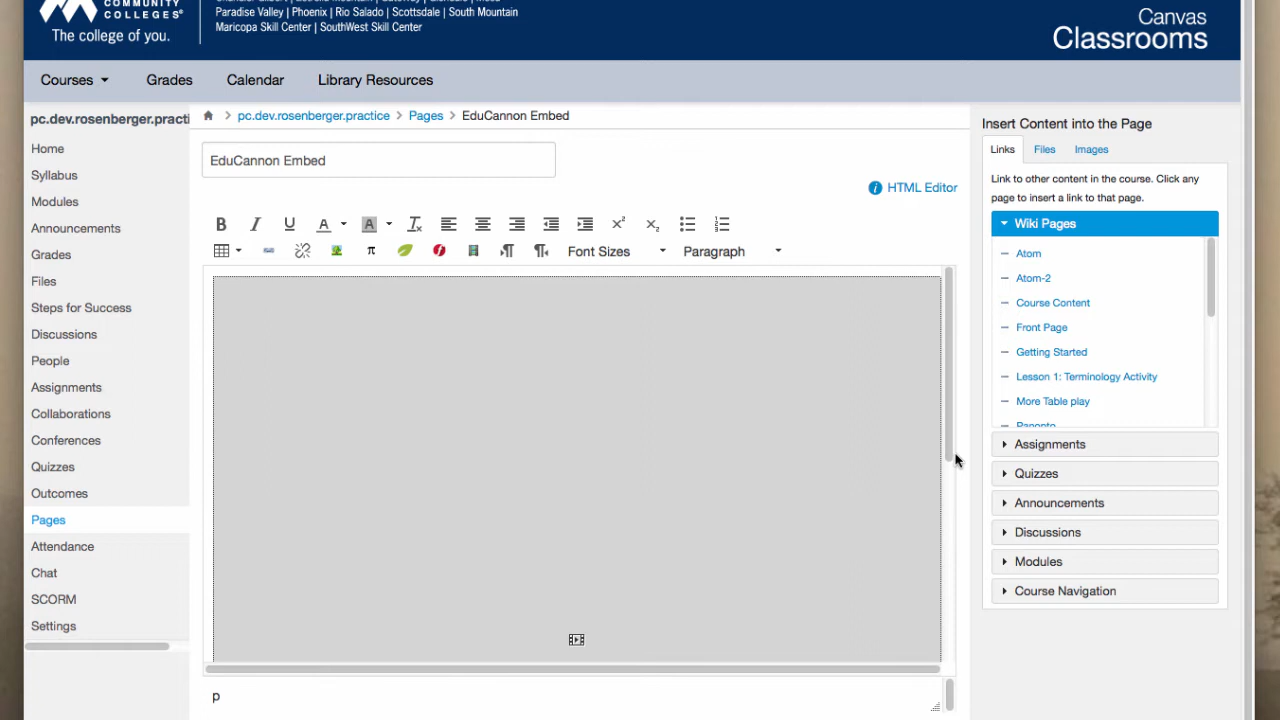 COMMUNITY
COLLEGES®
The college of you.
Paradise Valley | Phoenix | Rio Salado | Scottsdale | South Mountain
Maricopa Skill Center | SouthWest Skill Center
Canvas
Classrooms
Courses
Grades
Calendar
Library Resources
pc.dev.rosenberger.practi
Home
Syllabus
Modules
Announcements
Grades
Files
Steps for Success
Discussions
People
Assignments
Collaborations
Conferences
Quizzes
Outcomes
Pages
Attendance
Chat
SCORM
Settings
pc.dev.rosenberger.practice > Pages > EduCannon Embed
EduCannon Embed
HTML Editor
Font Sizes
Paragraph
p
Insert Content into the Page
Links Files Images
Link to other content in the course. Click any
page to insert a link to that page.
Wiki Pages
Atom
Atom-2
Course Content
Front Page
Getting Started
Lesson 1: Terminology Activity
More Table play
Assignments
Quizzes
Announcements
Discussions
Modules
Course Navigation